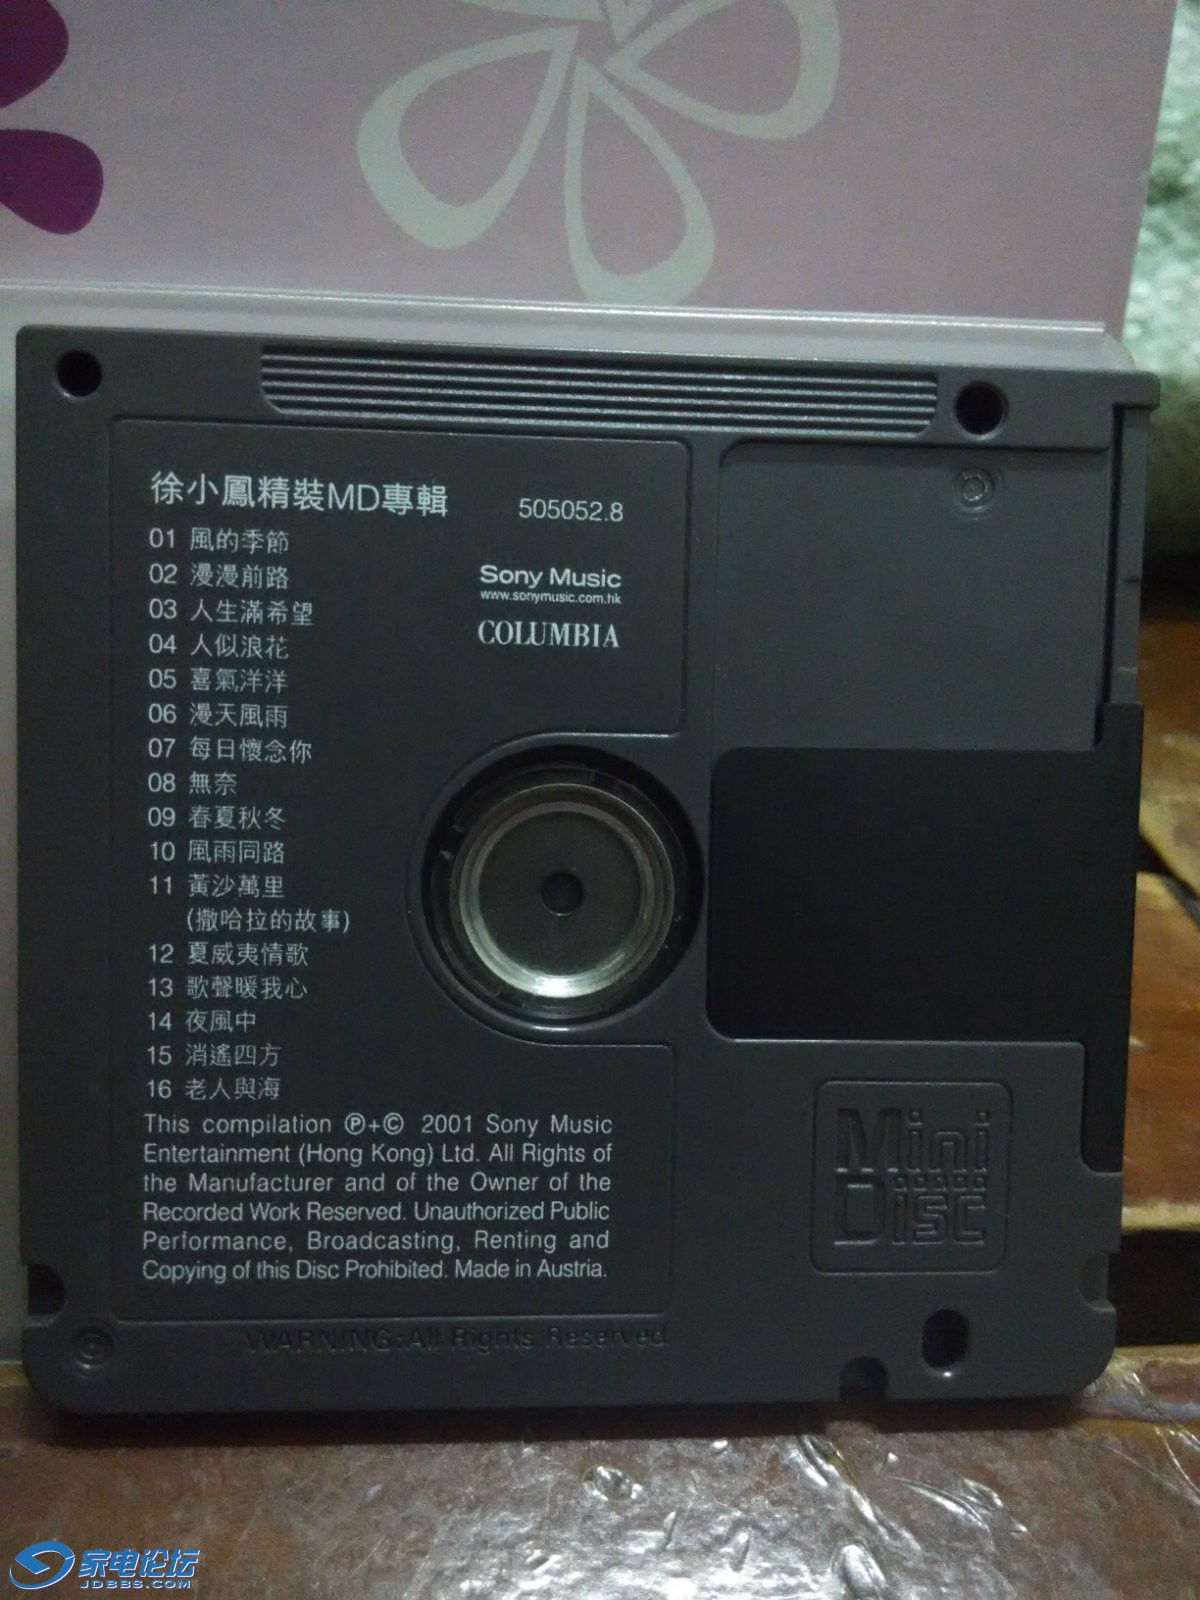 徐小鳳精裝MD專輯 505052.8
01 風的季節
02 漫漫前路
03 人生滿希望
04 人似浪花
05 喜氣洋洋
06 漫天風雨
07 每日懷念你
08 無奈
09 春夏秋冬
10 風雨同路
11 黃沙萬里
(撒哈拉的故事)
12 夏威夷情歌
13 歌聲暖我心
14 夜風中
15 消遙四方
16 老人與海
Sony Music
www.sonymusic.com.hk
COLUMBIA
This compilation Ⓟ+© 2001 Sony Music
Entertainment (Hong Kong) Ltd. All Rights of
the Manufacturer and of the Owner of the
Recorded Work Reserved. Unauthorized Public
Performance, Broadcasting, Renting and
Copying of this Disc Prohibited. Made in Austria.
Mini
Disc
WARNING:All Rights Reserved.
家电论坛
JDBBS.COM